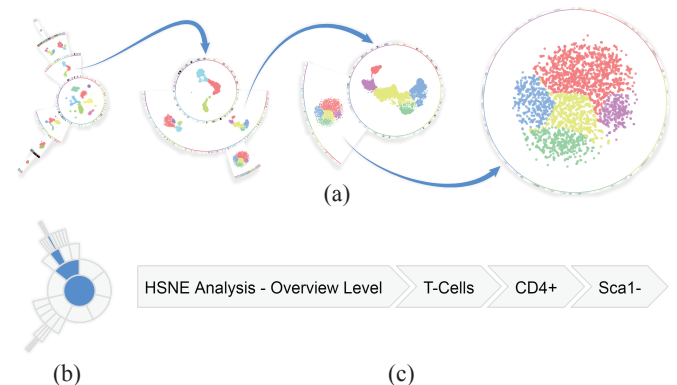 (a)
HSNE Analysis - Overview Level T-Cells CD4+ Sca1-
(b) (c)